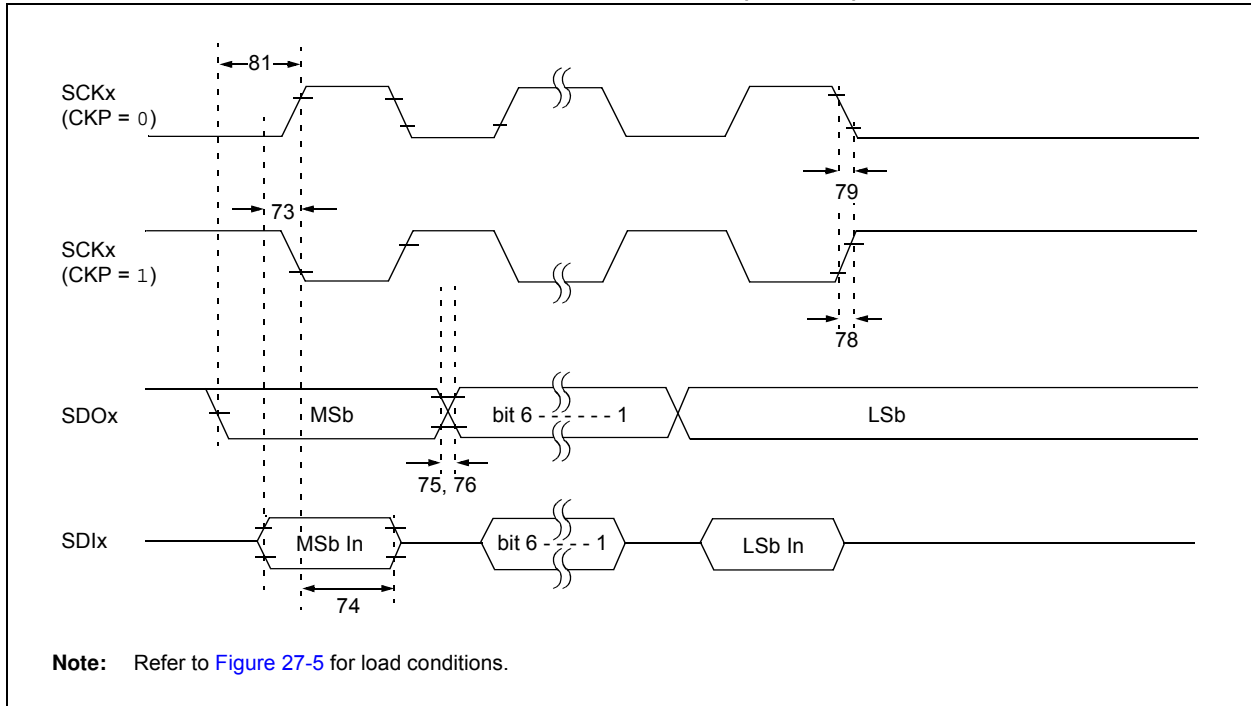 81
SCKx
(CKP = 0)
79
73
SCKx
(CKP = 1)
78
SDOx
MSb
bit 6 - - - - - - 1
LSb
75, 76
SDIx
MSb In
bit 6 - - - - 1
LSb In
74
Note: Refer to Figure 27-5 for load conditions.